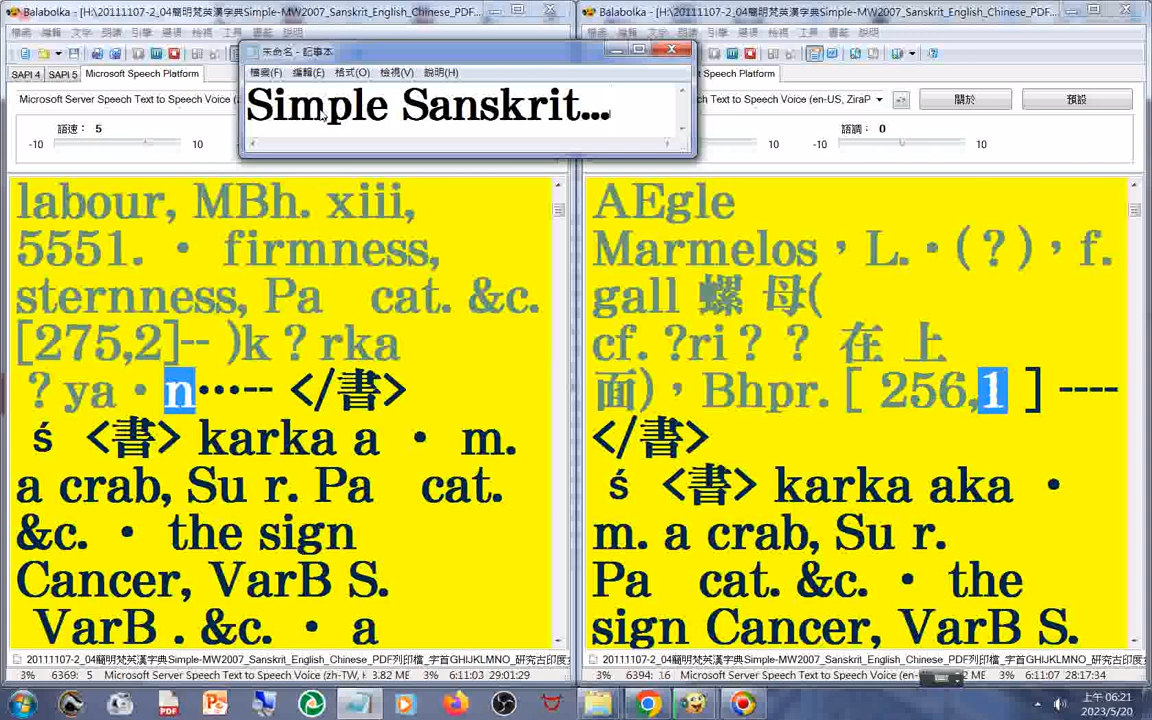 Balabolka - [H:\20111107-2_04簡明梵英漢字典Simple-MW2007_Sanskrit_English_Chinese_PDF...
Balabolka - [H:\20111107-2_04簡明梵英漢字典Simple-MW2007_Sanskrit_English_Chinese_PDF...
未命名 - 記事本
檔案(F) 編輯(E) 格式(O) 檢視(V) 說明(H)
Simple Sanskrit...
SAPI 4 SAPI 5 Microsoft Speech Platform
Speech Platform
Microsoft Server Speech Text to Speech Voice
Microsoft Server Speech Text to Speech Voice (en-US, ZiraP
關於 預設
語速: 5
-10 10
語調: 0
10 -10 10
labour, MBh. xiii,
5551. • firmness,
sternness, Pa cat. &c.
[275,2]-- )k ? rka
? ya • n…-- </書>
ś <書> karka a • m.
a crab, Su r. Pa cat.
&c. • the sign
Cancer, VarB S.
VarB . &c. • a
AEgle
Marmelos，L. •(?)，f.
gall 螺 母(
cf. ?ri ? ? 在 上
面)，Bhpr. [ 256,1 ] ----
</書>
ś <書> karka aka •
m. a crab, Su r.
Pa cat. &c. • the
sign Cancer, VarB S.
20111107-2_04簡明梵英漢字典Simple-MW2007_Sanskrit_English_Chinese_PDF列印檔_字首GHIJKLMNO_研究古印度
20111107-2_04簡明梵英漢字典Simple-MW2007_Sanskrit_English_Chinese_PDF列印檔_字首GHIJKLMNO_研究古印度
3% 6369: 5 Microsoft Server Speech Text to Speech Voice (zh-TW, H 3.82 MB 3% 6:11:03 29:01:29
3% 6394: 16 Microsoft Server Speech Text to Speech Voice (en- 3% 6:11:07 28:17:34
上午 06:21
2023/5/20